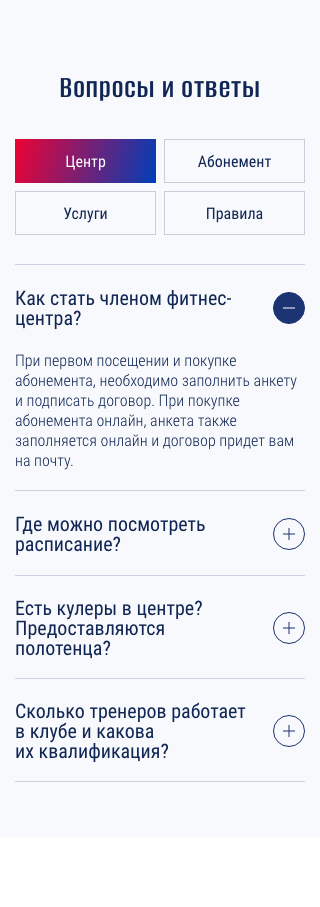 Вопросы и ответы
Центр
Абонемент
Услуги
Правила
Как стать членом фитнес-
центра?
При первом посещении и покупке
абонемента, необходимо заполнить анкету
и подписать договор. При покупке
абонемента онлайн, анкета также
заполняется онлайн и договор придет вам
на почту.
Где можно посмотреть
расписание?
Есть кулеры в центре?
Предоставляются
полотенца?
Сколько тренеров работает
в клубе и какова
их квалификация?